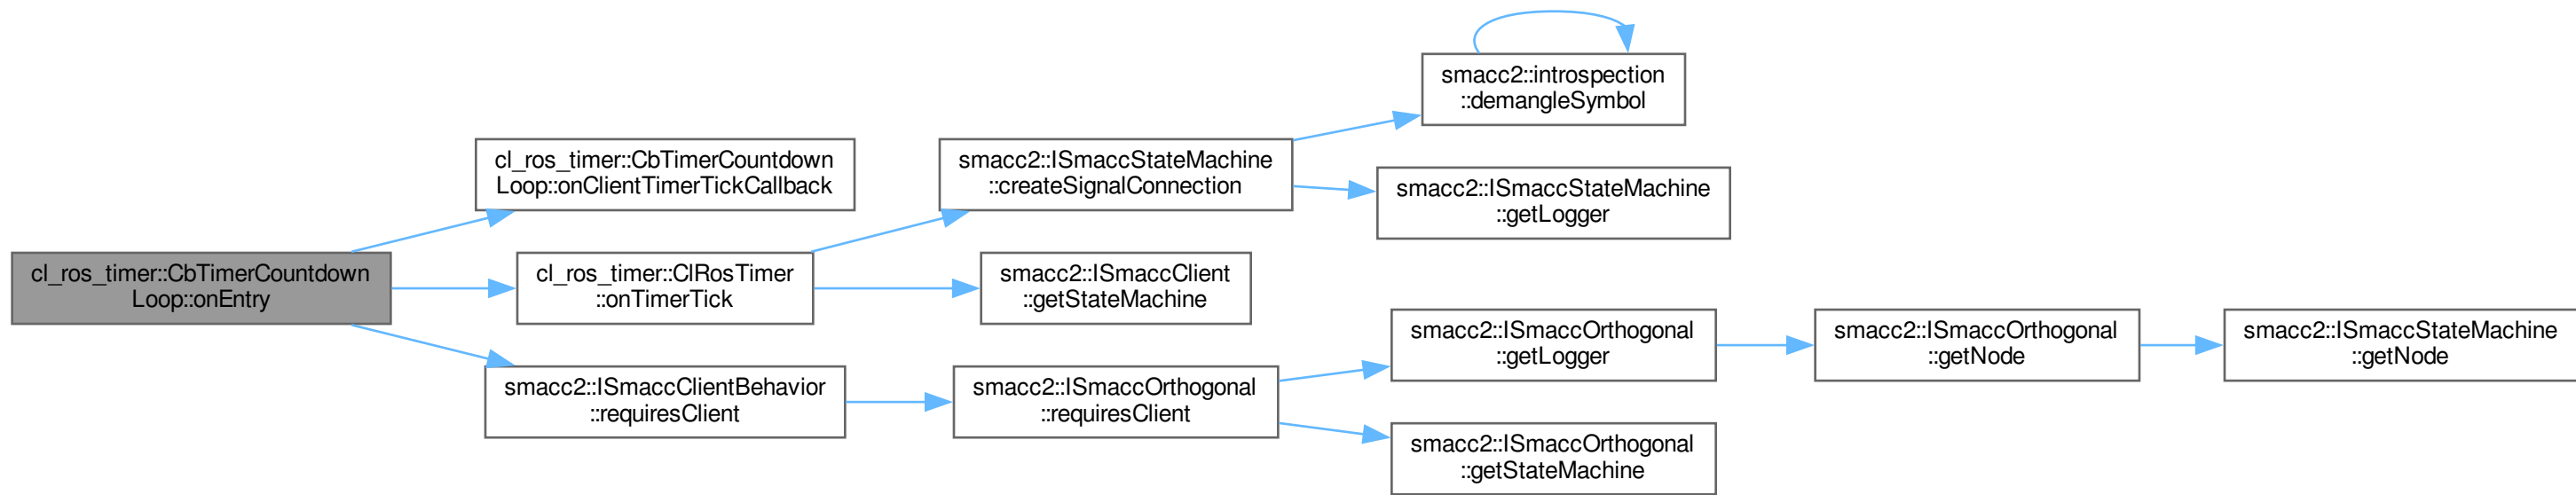 smacc2::introspection
::demangleSymbol
cl_ros_timer::CbTimerCountdown
Loop::onClientTimerTickCallback
smacc2::ISmaccStateMachine
::createSignalConnection
smacc2::ISmaccStateMachine
::getLogger
cl_ros_timer::CbTimerCountdown
Loop::onEntry
cl_ros_timer::ClRosTimer
::onTimerTick
smacc2::ISmaccClient
::getStateMachine
smacc2::ISmaccOrthogonal
::getLogger
smacc2::ISmaccOrthogonal
::getNode
smacc2::ISmaccStateMachine
::getNode
smacc2::ISmaccClientBehavior
::requiresClient
smacc2::ISmaccOrthogonal
::requiresClient
smacc2::ISmaccOrthogonal
::getStateMachine